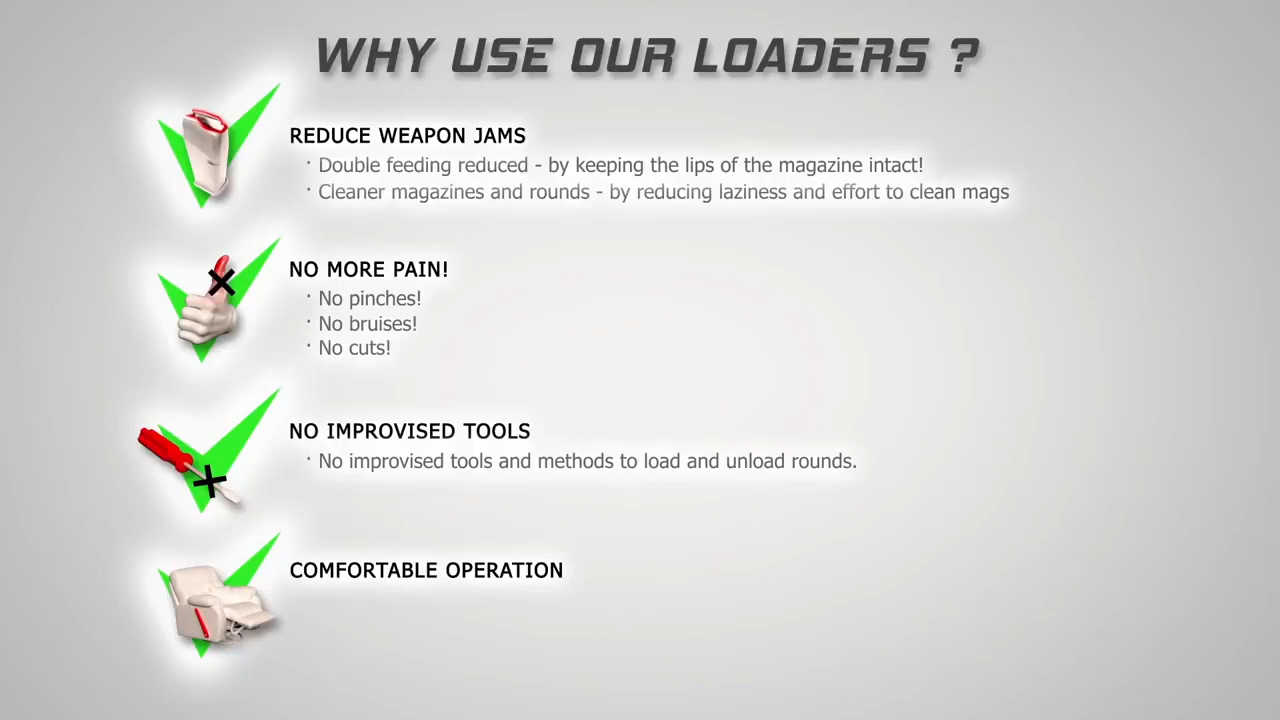 WHY USE OUR LOADERS ?
REDUCE WEAPON JAMS
· Double feeding reduced - by keeping the lips of the magazine intact!
· Cleaner magazines and rounds - by reducing laziness and effort to clean mags
NO MORE PAIN!
· No pinches!
· No bruises!
· No cuts!
NO IMPROVISED TOOLS
· No improvised tools and methods to load and unload rounds.
COMFORTABLE OPERATION